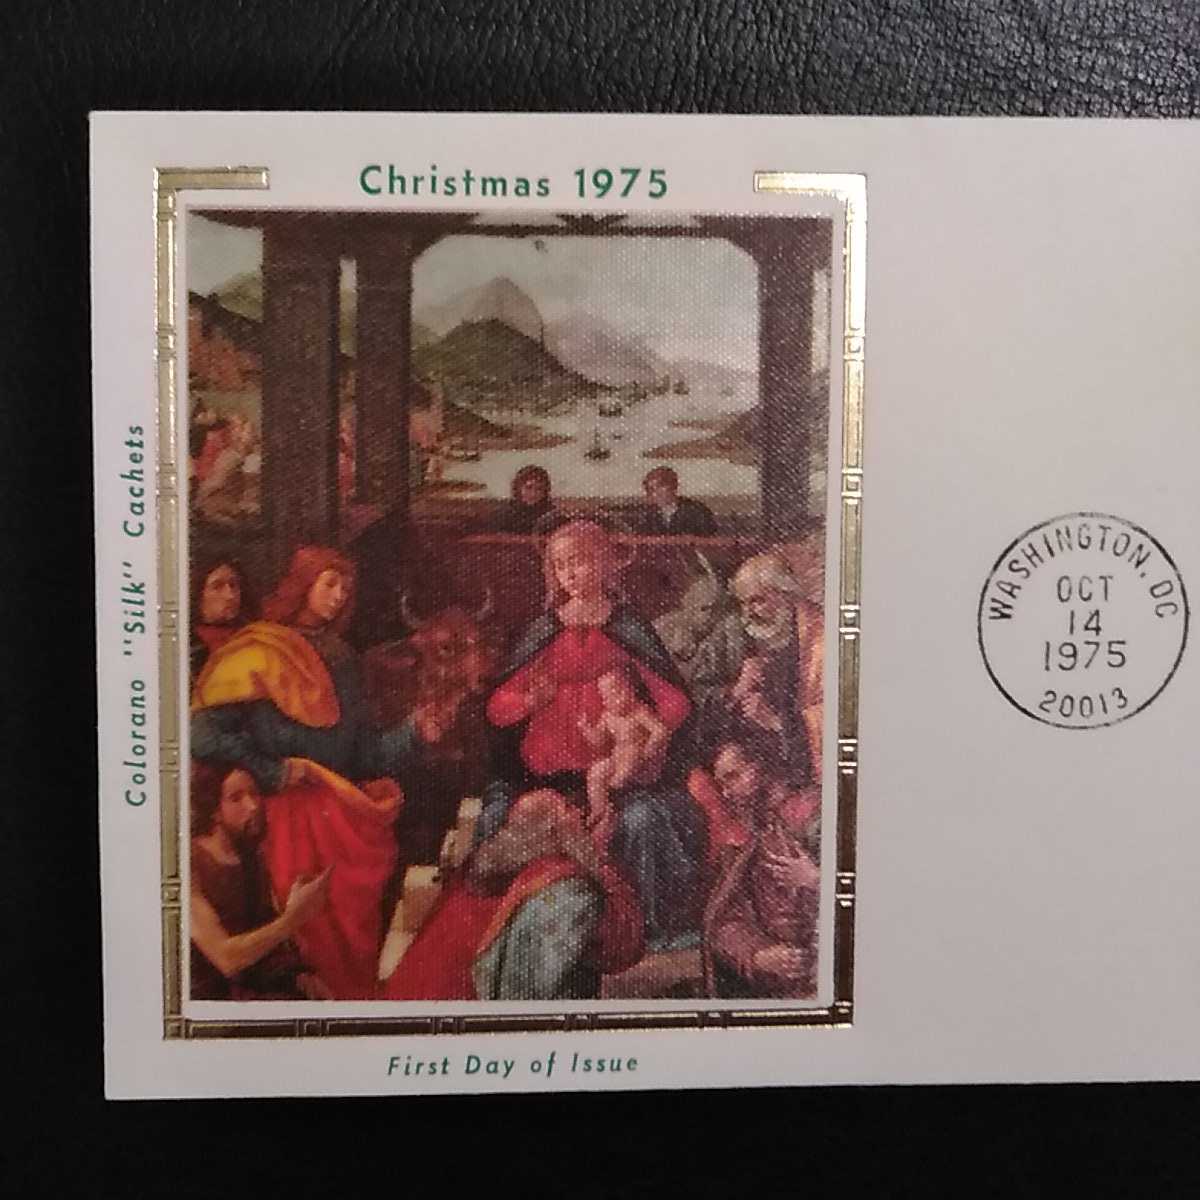 Christmas 1975
Colorano "Silk" Cachets
First Day of Issue
WASHINGTON, DC
OCT
14
1975
20013